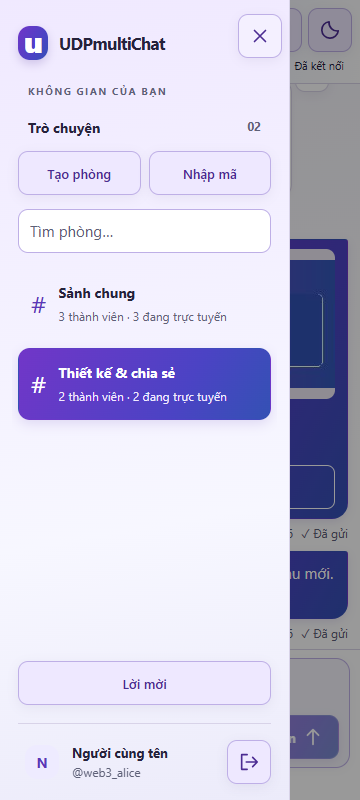 u UDPmultiChat
Đã kết nối
KHÔNG GIAN CỦA BẠN
Trò chuyện 02
Tạo phòng Nhập mã
Tìm phòng...
# Sảnh chung
3 thành viên · 3 đang trực tuyến
# Thiết kế & chia sẻ
2 thành viên · 2 đang trực tuyến
✓ Đã gửi
mới.
✓ Đã gửi
Lời mời
N Người cùng tên
@web3_alice